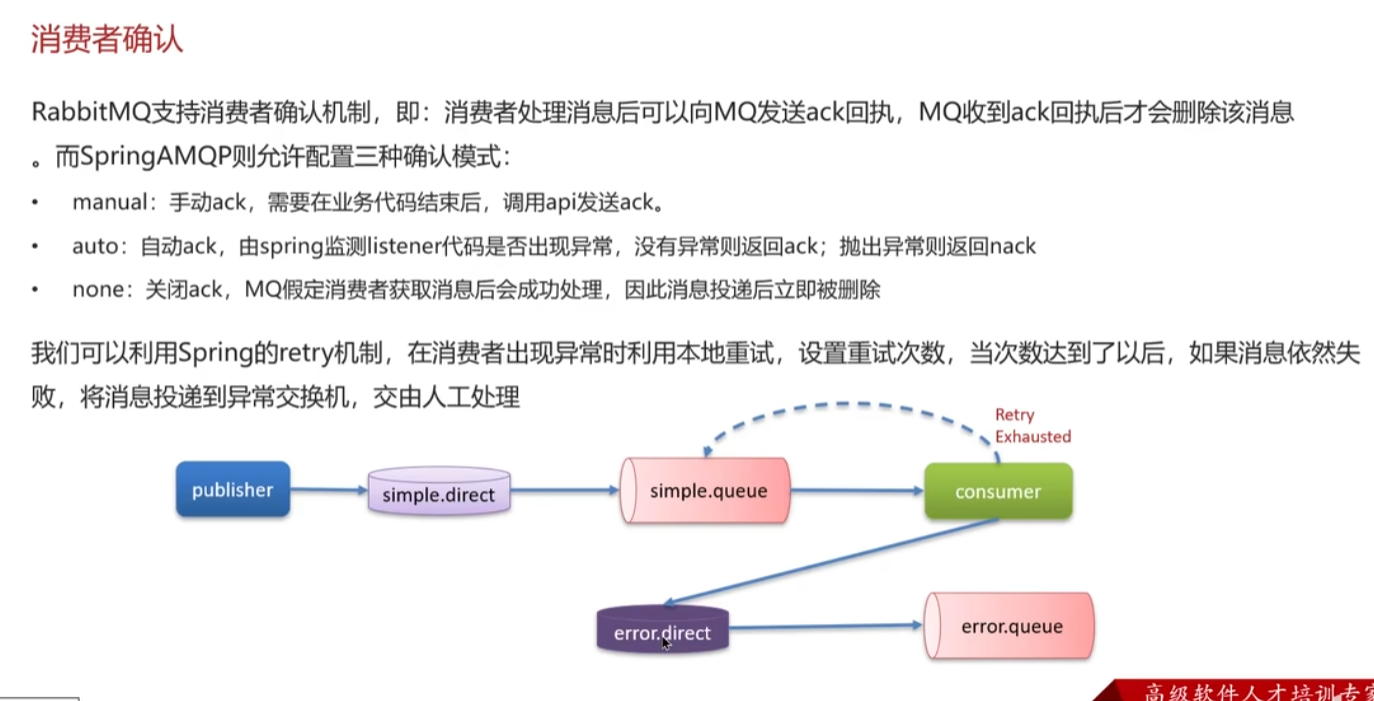 消费者确认
RabbitMQ支持消费者确认机制，即：消费者处理消息后可以向MQ发送ack回执，MQ收到ack回执后才会删除该消息
。而SpringAMQP则允许配置三种确认模式：
• manual：手动ack，需要在业务代码结束后，调用api发送ack。
• auto：自动ack，由spring监测listener代码是否出现异常，没有异常则返回ack；抛出异常则返回nack
• none：关闭ack，MQ假定消费者获取消息后会成功处理，因此消息投递后立即被删除
我们可以利用Spring的retry机制，在消费者出现异常时利用本地重试，设置重试次数，当次数达到了以后，如果消息依然失
败，将消息投递到异常交换机，交由人工处理
Retry
Exhausted
publisher
simple.direct
simple.queue
consumer
error.direct
error.queue
高级软件人才培训专家